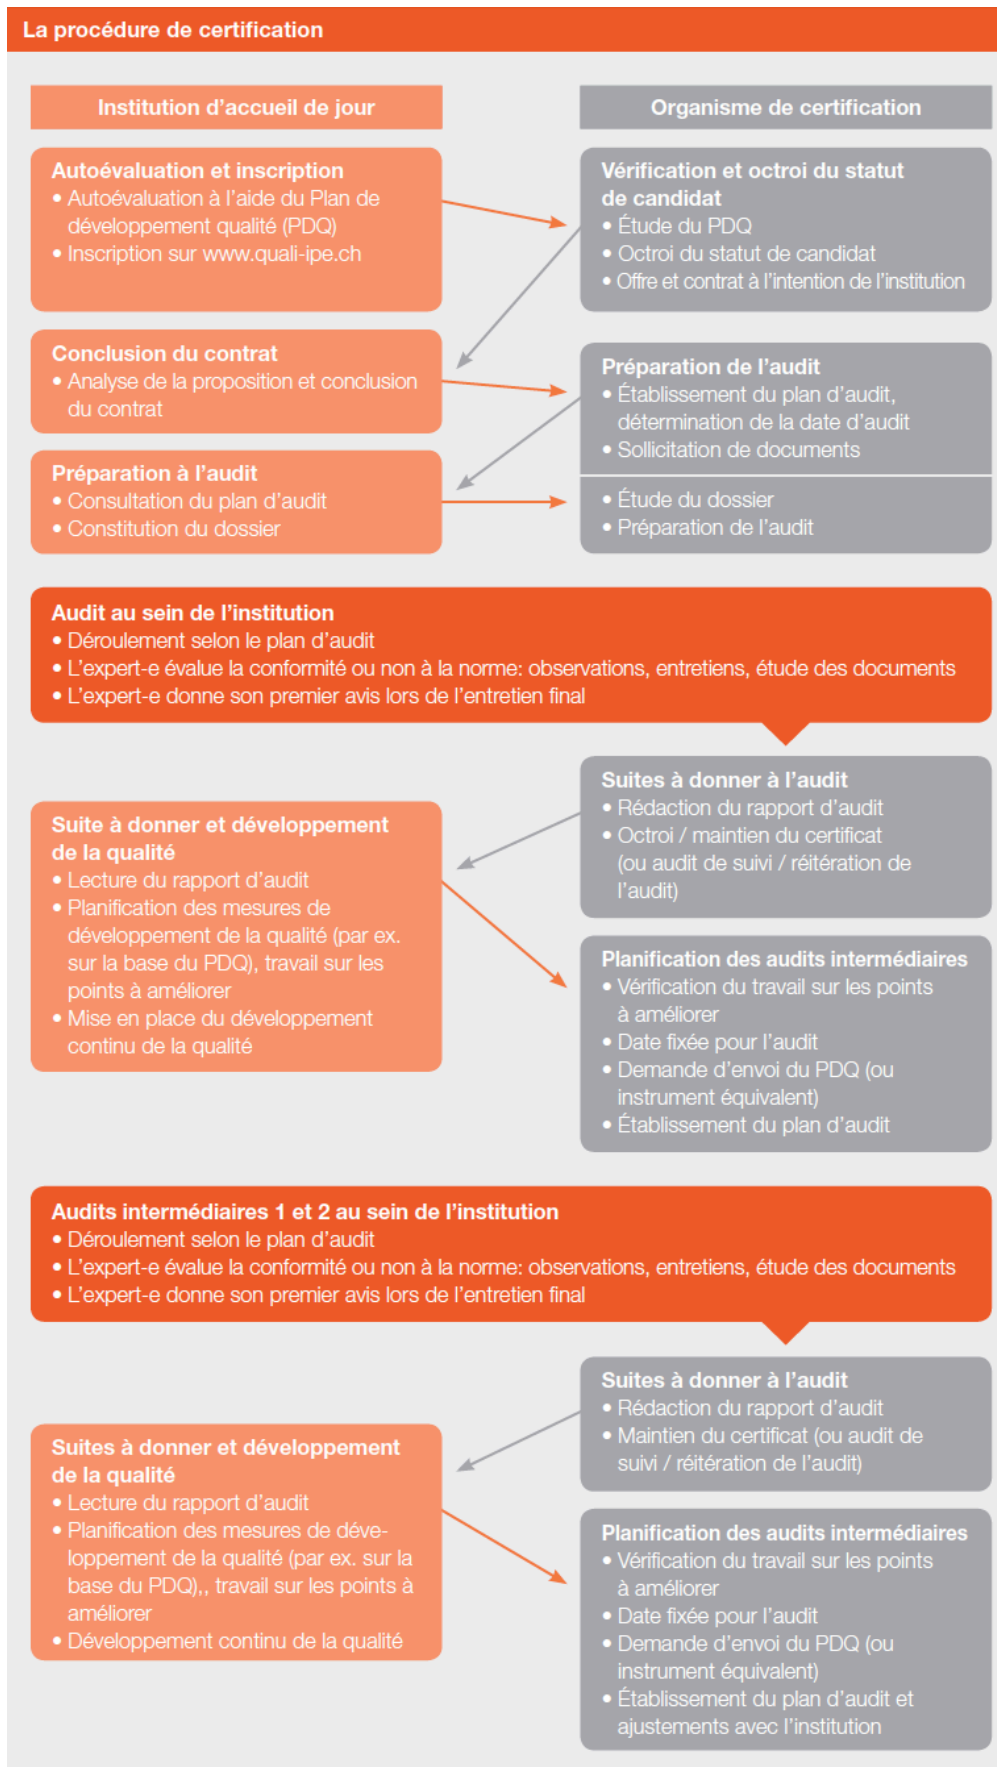 La procédure de certification
Institution d'accueil de jour
Organisme de certification
Autoévaluation et inscription
• Autoévaluation à l'aide du Plan de
développement qualité (PDQ)
• Inscription sur www.quali-ipe.ch
Vérification et octroi du statut
de candidat
• Étude du PDQ
• Octroi du statut de candidat
• Offre et contrat à l'intention de l'institution
Conclusion du contrat
• Analyse de la proposition et conclusion
du contrat
Préparation de l'audit
• Établissement du plan d'audit,
détermination de la date d'audit
• Sollicitation de documents
Préparation à l'audit
• Consultation du plan d'audit
• Constitution du dossier
• Étude du dossier
• Préparation de l'audit
Audit au sein de l'institution
• Déroulement selon le plan d'audit
• L'expert-e évalue la conformité ou non à la norme: observations, entretiens, étude des documents
• L'expert-e donne son premier avis lors de l'entretien final
Suites à donner à l'audit
• Rédaction du rapport d'audit
• Octroi / maintien du certificat
(ou audit de suivi / réitération de
l'audit)
Suite à donner et développement
de la qualité
• Lecture du rapport d'audit
• Planification des mesures de
développement de la qualité (par ex.
sur la base du PDQ), travail sur les
points à améliorer
• Mise en place du développement
continu de la qualité
Planification des audits intermédiaires
• Vérification du travail sur les points
à améliorer
• Date fixée pour l'audit
• Demande d'envoi du PDQ (ou
instrument équivalent)
• Établissement du plan d'audit
Audits intermédiaires 1 et 2 au sein de l'institution
• Déroulement selon le plan d'audit
• L'expert-e évalue la conformité ou non à la norme: observations, entretiens, étude des documents
• L'expert-e donne son premier avis lors de l'entretien final
Suites à donner à l'audit
• Rédaction du rapport d'audit
• Maintien du certificat (ou audit de
suivi / réitération de l'audit)
Suites à donner et développement
de la qualité
• Lecture du rapport d'audit
• Planification des mesures de déve-
loppement de la qualité (par ex. sur la
base du PDQ),, travail sur les points à
améliorer
• Développement continu de la qualité
Planification des audits intermédiaires
• Vérification du travail sur les points
à améliorer
• Date fixée pour l'audit
• Demande d'envoi du PDQ (ou
instrument équivalent)
• Établissement du plan d'audit et
ajustements avec l'institution